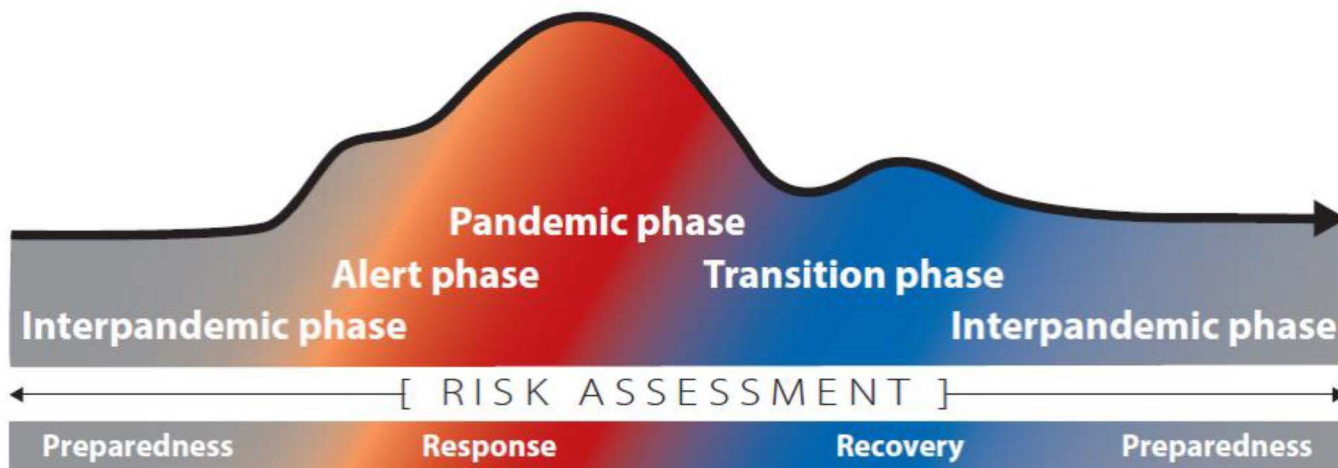 Pandemic phase
Alert phase
Transition phase
Interpandemic phase
Interpandemic phase
[ RISK ASSESSMENT ]
Preparedness
Response
Recovery
Preparedness